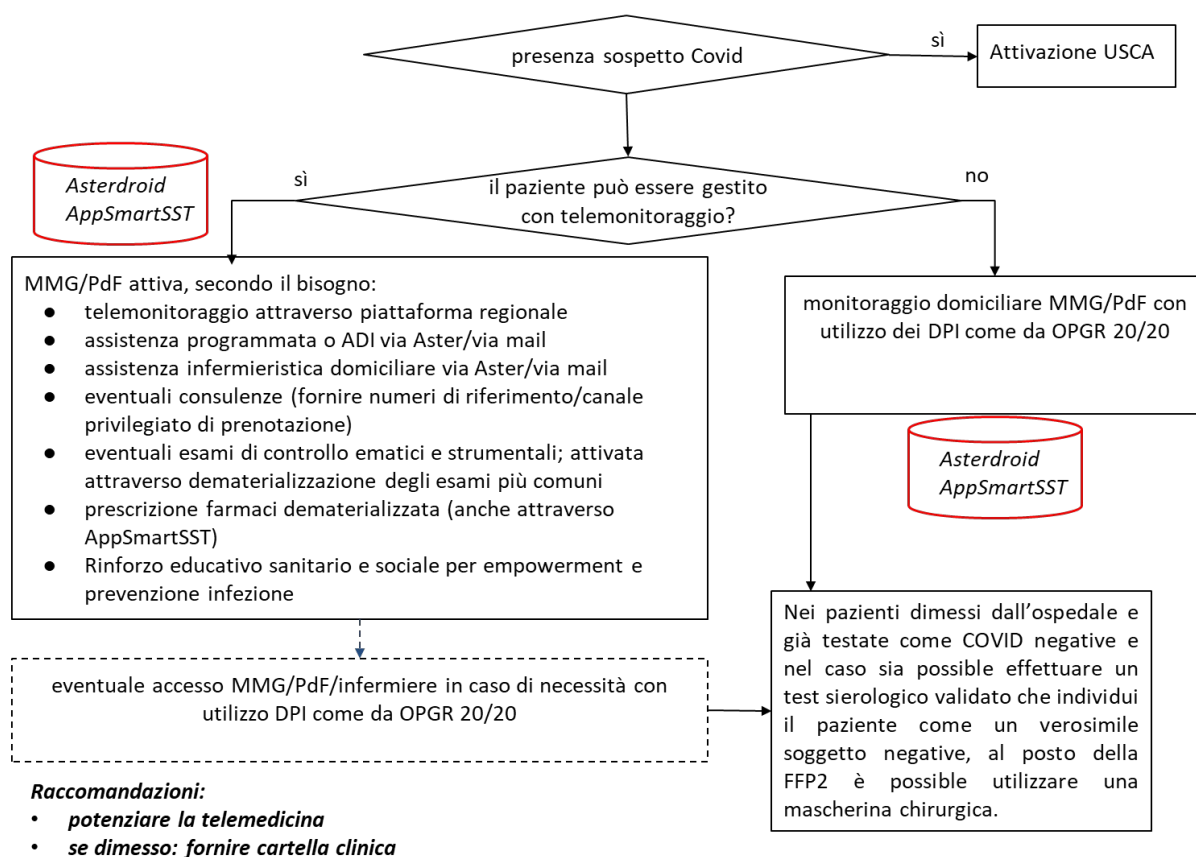 presenza sospetto Covid
sì
Attivazione USCA
Asterdroid
AppSmartSST
sì
il paziente può essere gestito
con telemonitoraggio?
no
MMG/PdF attiva, secondo il bisogno:
● telemonitoraggio attraverso piattaforma regionale
● assistenza programmata o ADI via Aster/via mail
● assistenza infermieristica domiciliare via Aster/via mail
● eventuali consulenze (fornire numeri di riferimento/canale
privilegiato di prenotazione)
● eventuali esami di controllo ematici e strumentali; attivata
attraverso dematerializzazione degli esami più comuni
● prescrizione farmaci dematerializzata (anche attraverso
AppSmartSST)
● Rinforzo educativo sanitario e sociale per empowerment e
prevenzione infezione
monitoraggio domiciliare MMG/PdF con
utilizzo dei DPI come da OPGR 20/20
Asterdroid
AppSmartSST
eventuale accesso MMG/PdF/infermiere in caso di necessità con
utilizzo DPI come da OPGR 20/20
Nei pazienti dimessi dall'ospedale e
già testate come COVID negative e
nel caso sia possible effettuare un
test sierologico validato che individui
il paziente come un verosimile
soggetto negative, al posto della
FFP2 è possible utilizzare una
mascherina chirurgica.
Raccomandazioni:
• potenziare la telemedicina
• se dimesso: fornire cartella clinica